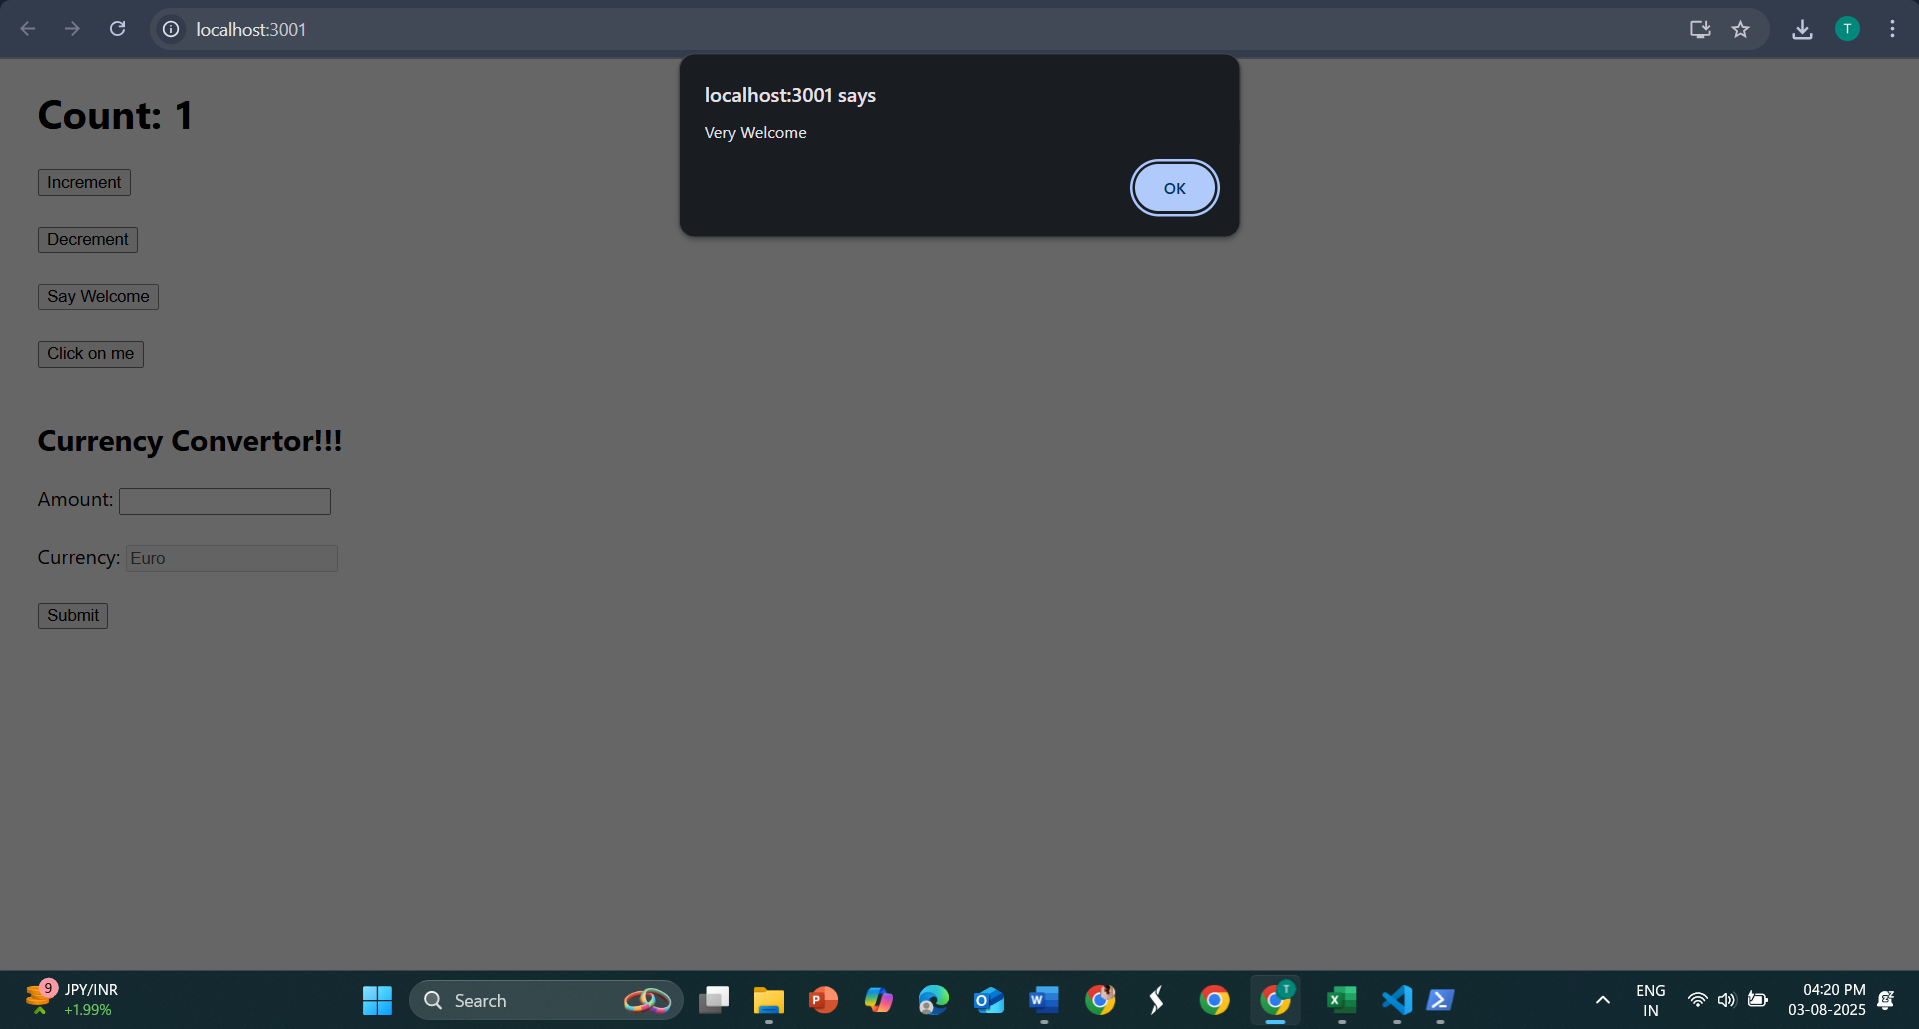 localhost:3001
T
localhost:3001 says
Very Welcome
OK
Count: 1
Increment
Decrement
Say Welcome
Click on me
Currency Convertor!!!
Amount:
Currency: Euro
Submit
9
JPY/INR
+1.99%
Search
P
O
W
T
X
ENG
IN
04:20 PM
03-08-2025